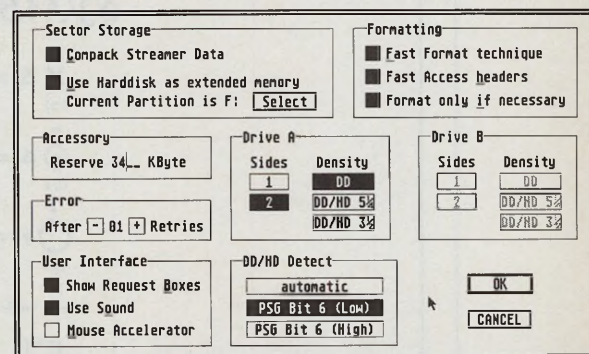 Sector Storage
Compack Streamer Data
Use Harddisk as extended memory
Current Partition is F: Select
Formatting
Fast Format technique
Fast Access headers
Format only if necessary
Accessory
Reserve 34|__ KByte
Error
After - 01 + Retries
Drive A
Sides Density
1 DD
2 DD/HD 5¼
DD/HD 3½
Drive B
Sides Density
1 DD
2 DD/HD 5¼
DD/HD 3½
User Interface
Show Request Boxes
Use Sound
Mouse Accelerator
DD/HD Detect
automatic
PSG Bit 6 (Low)
PSG Bit 6 (High)
OK
CANCEL